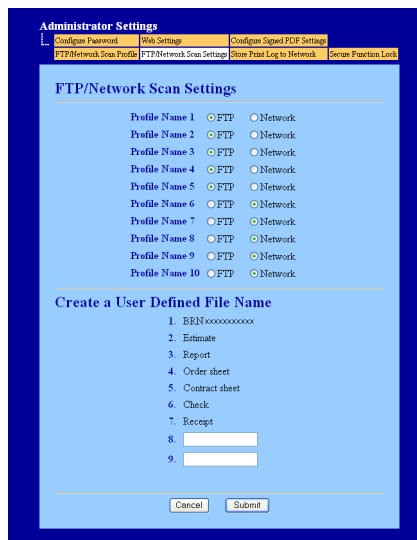 Administrator Settings
Configure Password Web Settings Configure Signed PDF Settings
FTP/Network Scan Profile FTP/Network Scan Settings Store Print Log to Network Secure Function Lock
FTP/Network Scan Settings
Profile Name 1 FTP Network
Profile Name 2 FTP Network
Profile Name 3 FTP Network
Profile Name 4 FTP Network
Profile Name 5 FTP Network
Profile Name 6 FTP Network
Profile Name 7 FTP Network
Profile Name 8 FTP Network
Profile Name 9 FTP Network
Profile Name 10 FTP Network
Create a User Defined File Name
1. BRNxxxxxxxxxxx
2. Estimate
3. Report
4. Order sheet
5. Contract sheet
6. Check
7. Receipt
8.
9.
Cancel Submit